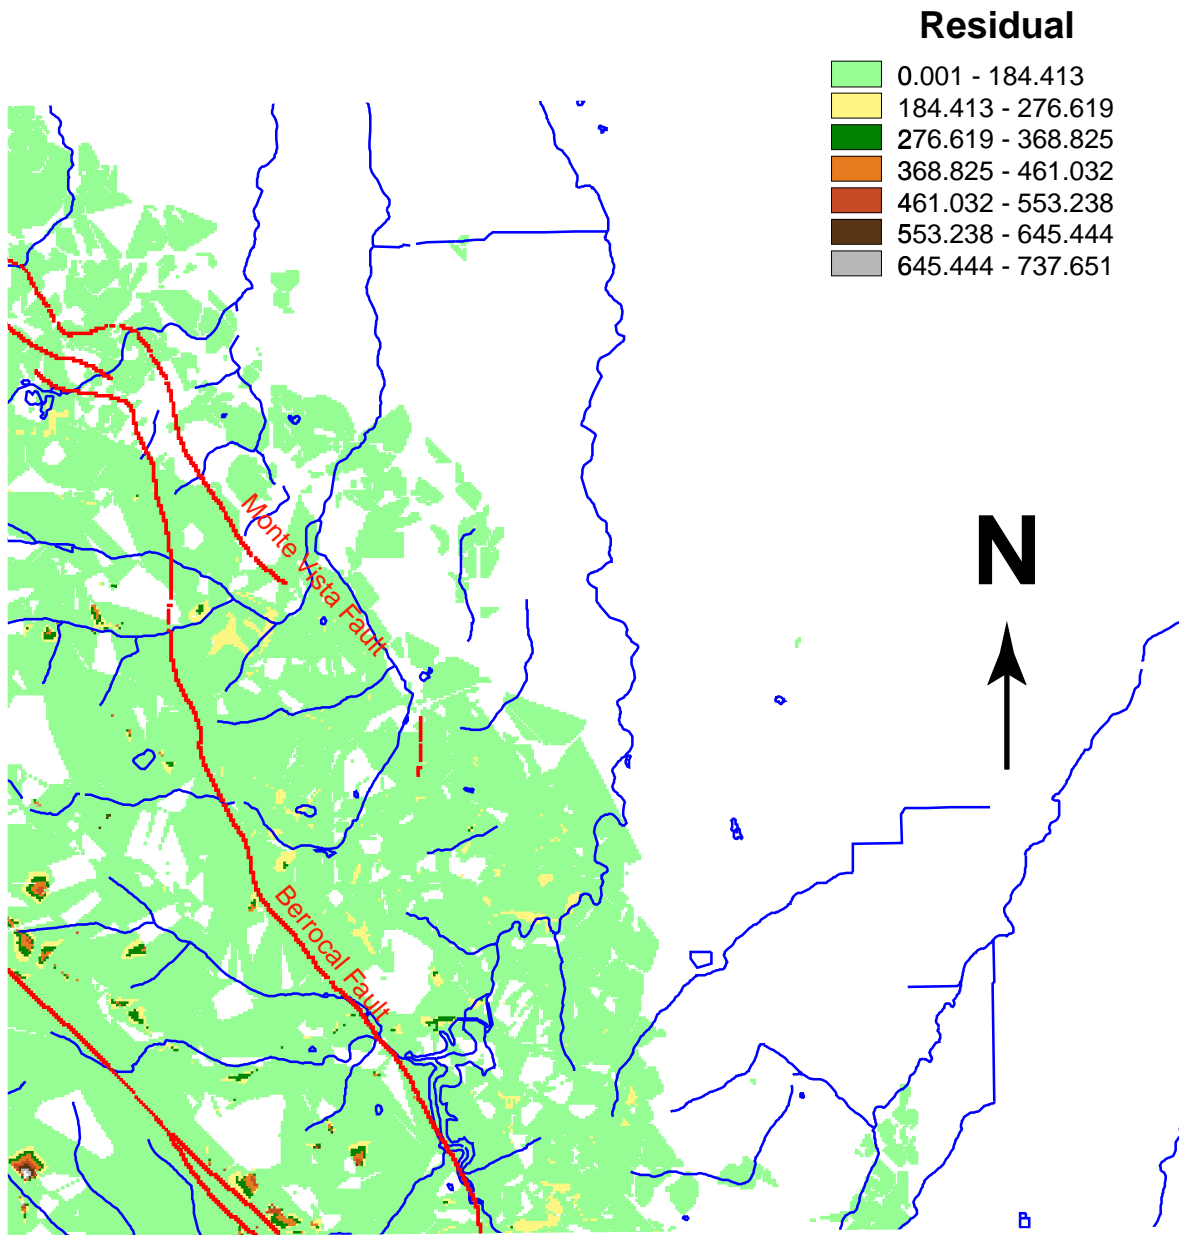 Residual
0.001 - 184.413
184.413 - 276.619
276.619 - 368.825
368.825 - 461.032
461.032 - 553.238
553.238 - 645.444
645.444 - 737.651
Monte Vista Fault
N
Berrocal Fault